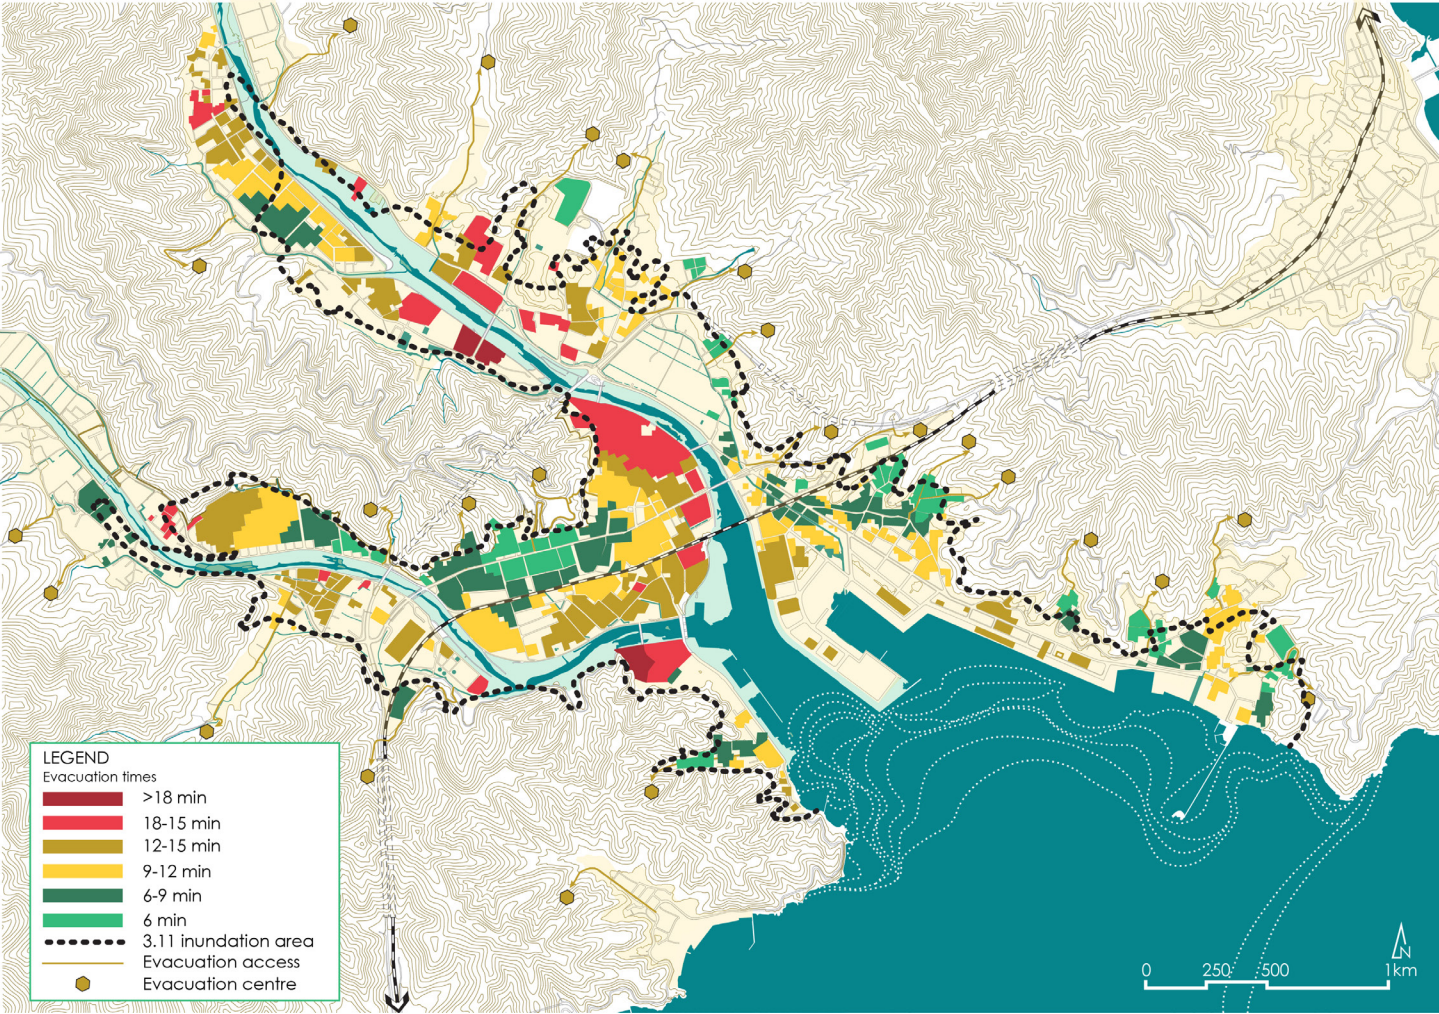 LEGEND
Evacuation times
>18 min
18-15 min
12-15 min
9-12 min
6-9 min
6 min
3.11 inundation area
Evacuation access
Evacuation centre
N
0 250 500 1km